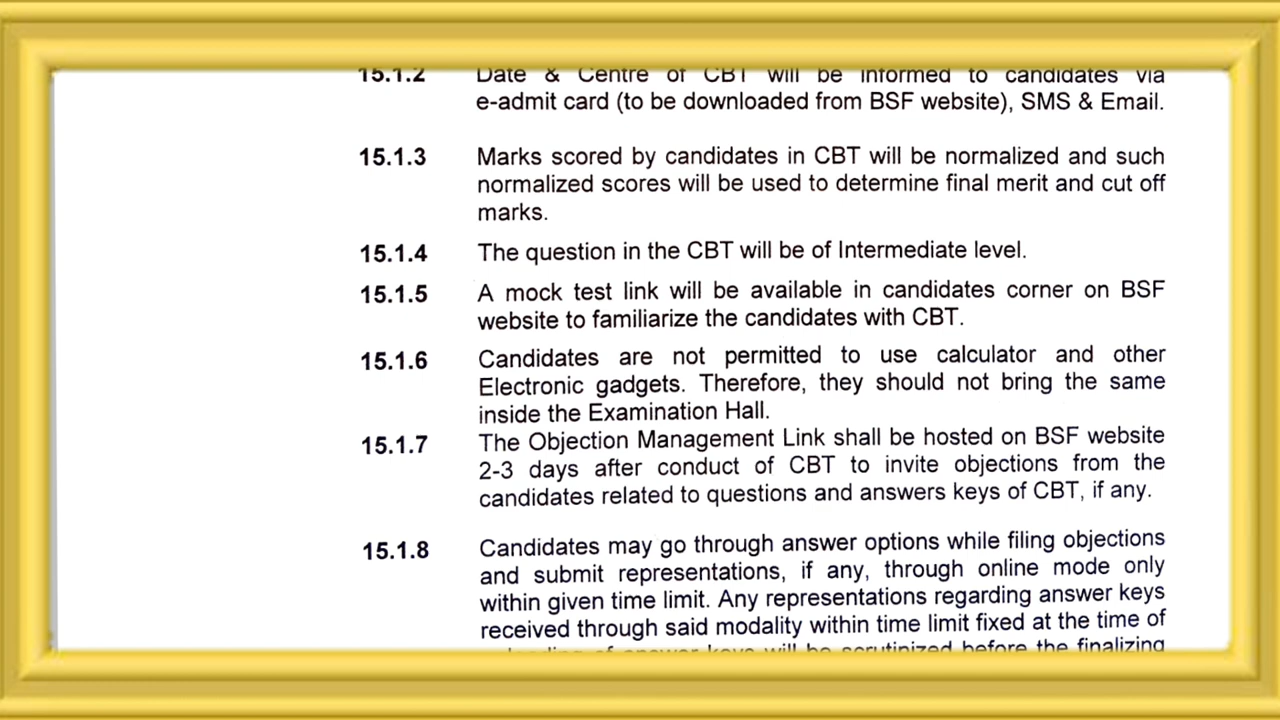 15.1.2 Date & Centre of CBT will be informed to candidates via
e-admit card (to be downloaded from BSF website), SMS & Email.
15.1.3 Marks scored by candidates in CBT will be normalized and such
normalized scores will be used to determine final merit and cut off
marks.
15.1.4 The question in the CBT will be of Intermediate level.
15.1.5 A mock test link will be available in candidates corner on BSF
website to familiarize the candidates with CBT.
15.1.6 Candidates are not permitted to use calculator and other
Electronic gadgets. Therefore, they should not bring the same
inside the Examination Hall.
15.1.7 The Objection Management Link shall be hosted on BSF website
2-3 days after conduct of CBT to invite objections from the
candidates related to questions and answers keys of CBT, if any.
15.1.8 Candidates may go through answer options while filing objections
and submit representations, if any, through online mode only
within given time limit. Any representations regarding answer keys
received through said modality within time limit fixed at the time of
of answer keys will be scrutinized before the finalizing